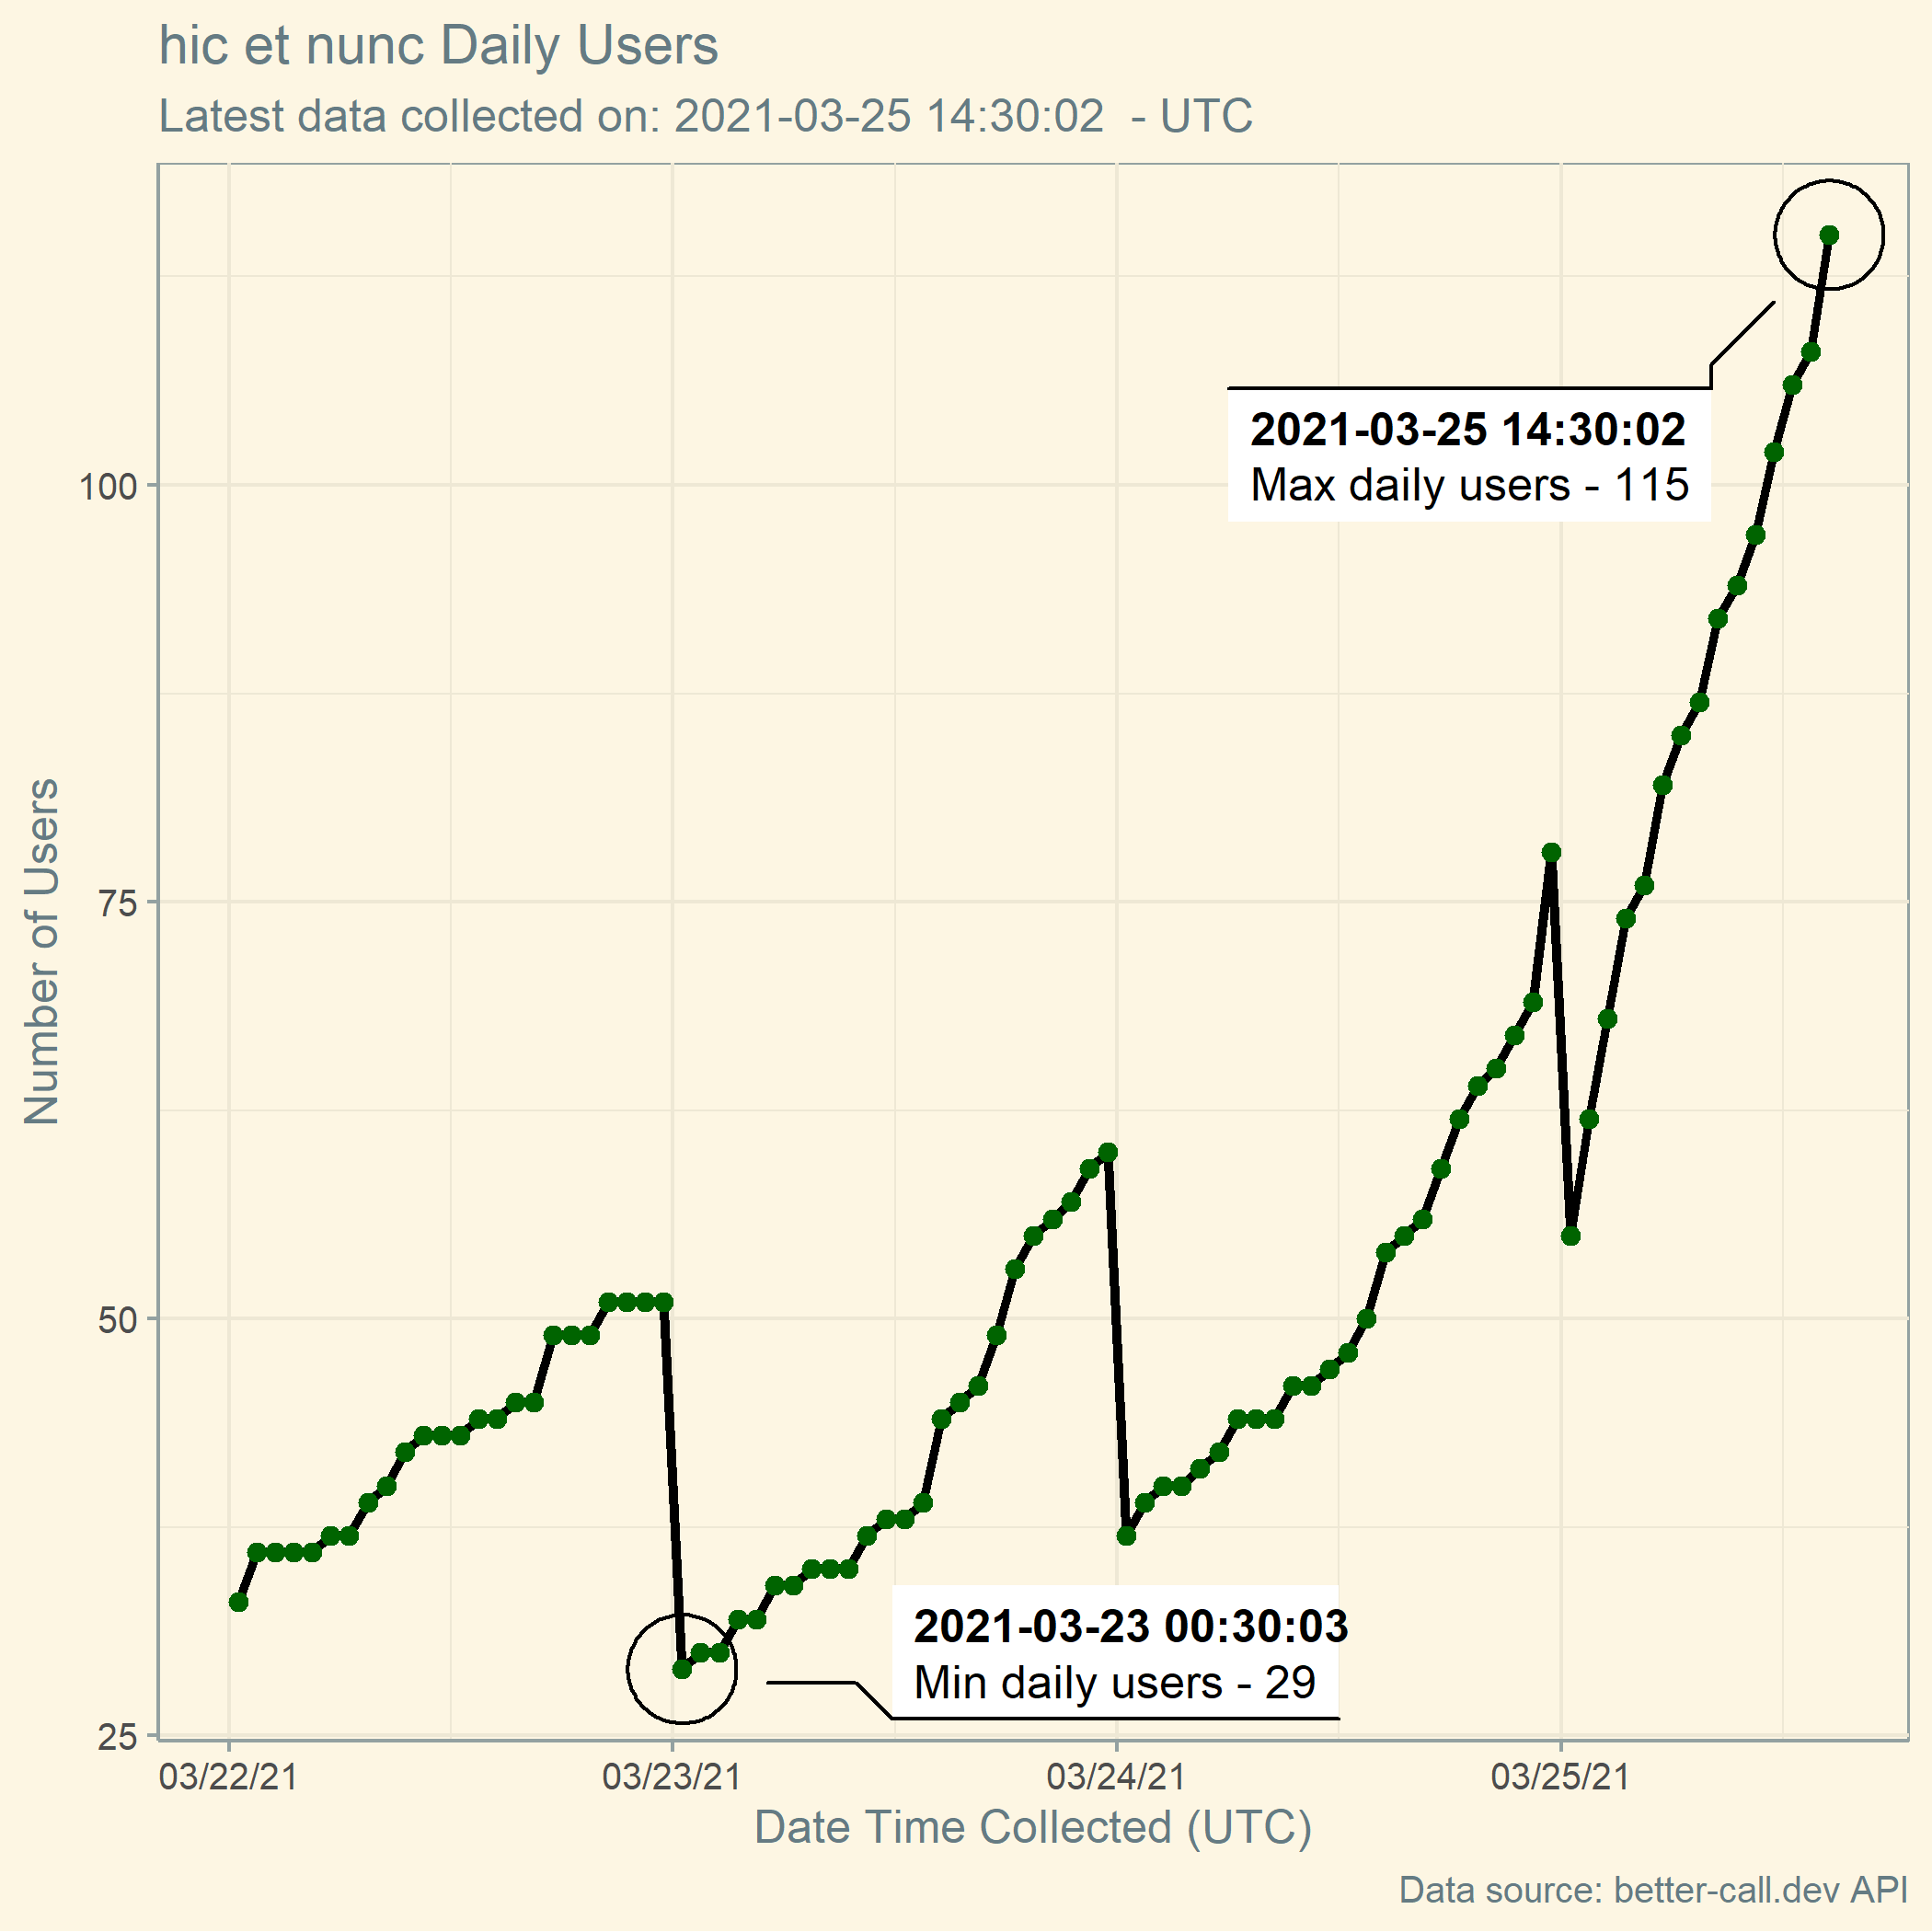 hic et nunc Daily Users
Latest data collected on: 2021-03-25 14:30:02  - UTC
Number of Users
100
75
50
25
2021-03-25 14:30:02
Max daily users - 115
2021-03-23 00:30:03
Min daily users - 29
03/22/21
03/23/21
03/24/21
03/25/21
Date Time Collected (UTC)
Data source: better-call.dev API